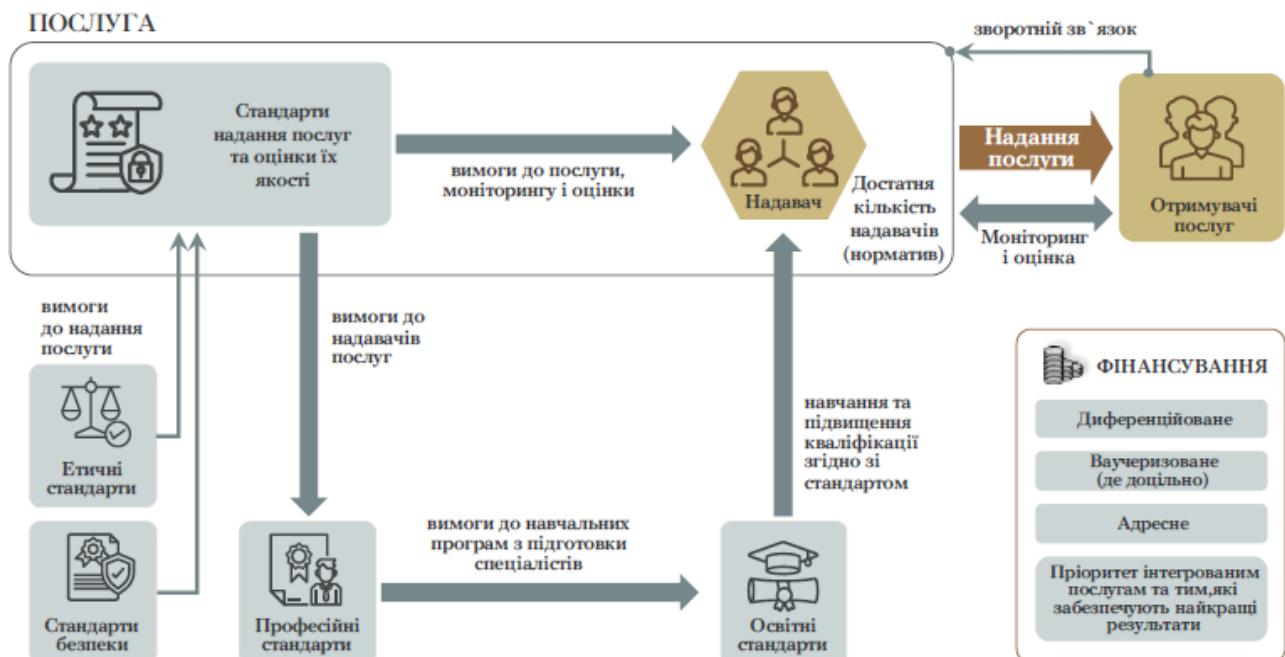 ПОСЛУГА
зворотній зв`язок
Стандарти
надання послуг
та оцінки їх
якості
вимоги до послуги,
моніторингу і оцінки
Надавач
Достатня
кількість
надавачів
(норматив)
Надання
послуги
Моніторинг
і оцінка
Отримувачі
послуг
вимоги
до надання
послуги
вимоги до
надавачів
послуг
Етичні
стандарти
Стандарти
безпеки
Професійні
стандарти
вимоги до навчальних
програм з підготовки
спеціалістів
навчання та
підвищення
кваліфікації
згідно зі
стандартом
Освітні
стандарти
ФІНАНСУВАННЯ
Диференційоване
Ваучеризоване
(де доцільно)
Адресне
Пріоритет інтегрованим
послугам та тим,які
забезпечують найкращі
результати